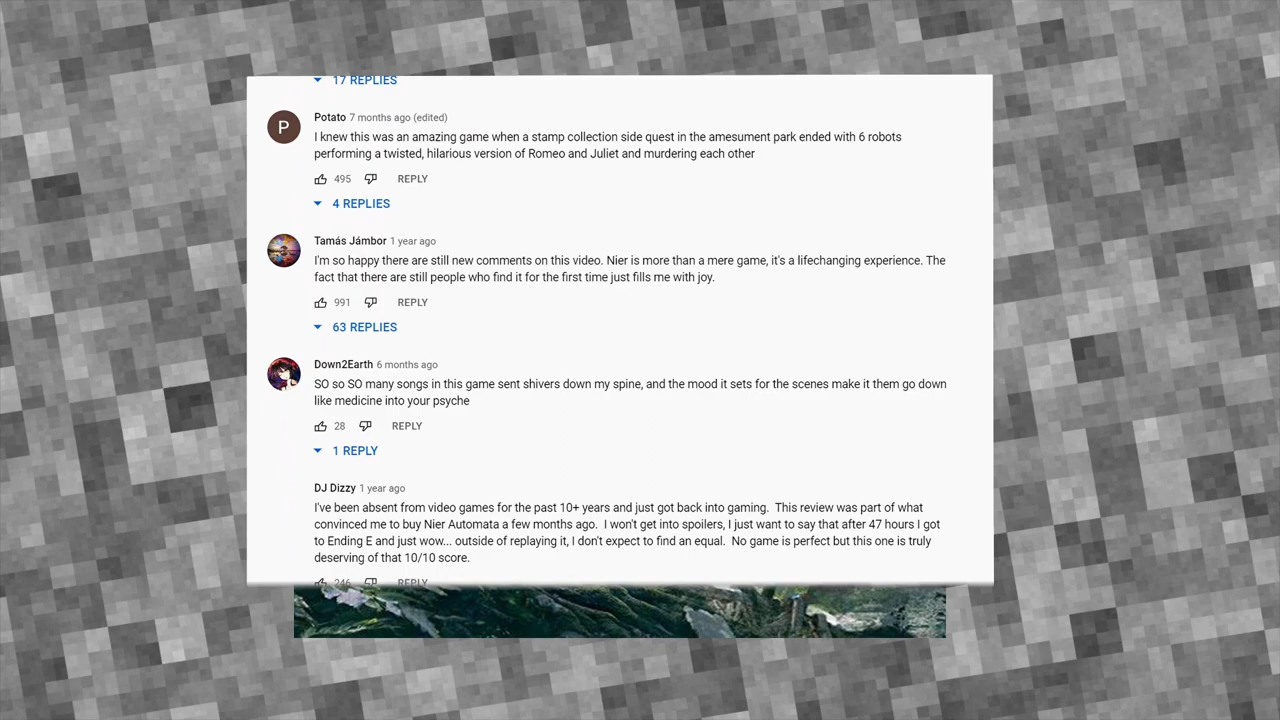 17 REPLIES
P
Potato 7 months ago (edited)
I knew this was an amazing game when a stamp collection side quest in the amesument park ended with 6 robots
performing a twisted, hilarious version of Romeo and Juliet and murdering each other
495 REPLY
4 REPLIES
Tamás Jámbor 1 year ago
I'm so happy there are still new comments on this video. Nier is more than a mere game, it's a lifechanging experience. The
fact that there are still people who find it for the first time just fills me with joy.
991 REPLY
63 REPLIES
Down2Earth 6 months ago
SO so SO many songs in this game sent shivers down my spine, and the mood it sets for the scenes make it them go down
like medicine into your psyche
28 REPLY
1 REPLY
DJ Dizzy 1 year ago
I've been absent from video games for the past 10+ years and just got back into gaming.  This review was part of what
convinced me to buy Nier Automata a few months ago.  I won't get into spoilers, I just want to say that after 47 hours I got
to Ending E and just wow... outside of replaying it, I don't expect to find an equal.  No game is perfect but this one is truly
deserving of that 10/10 score.
246 REPLY